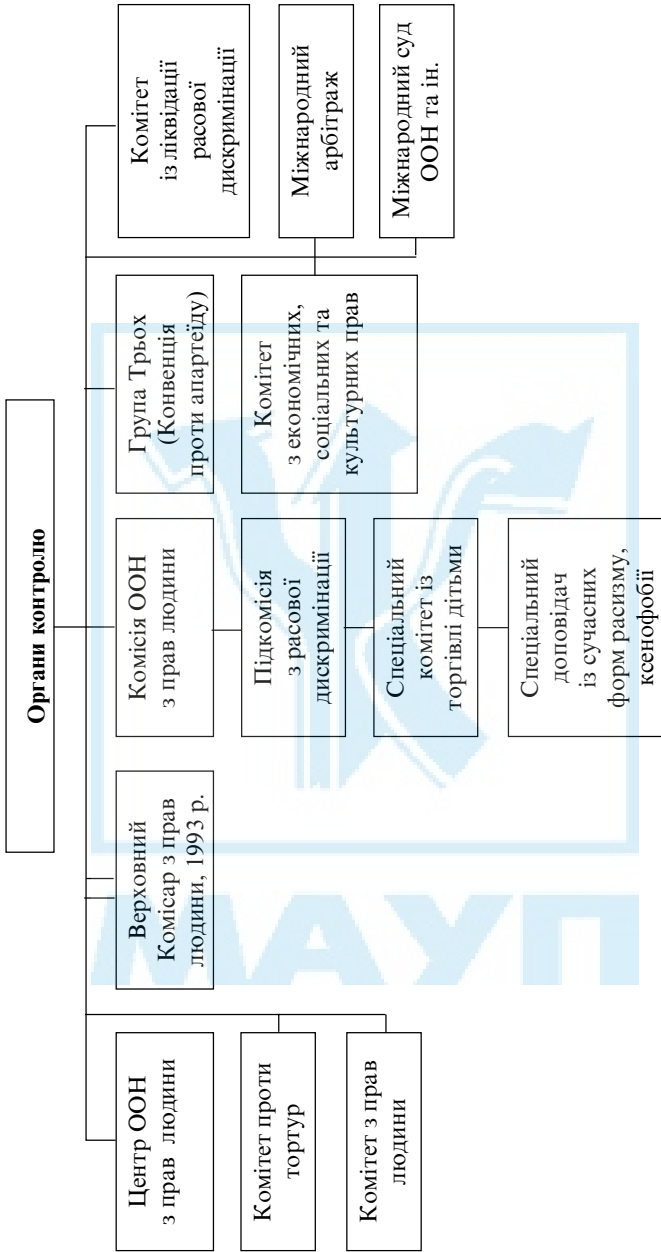 Органи контролю
Центр ООН
з прав людини
Верховний
Комісар з прав
людини, 1993 р.
Комісія ООН
з прав людини
Група Трьох
(Конвенція
проти апартеїду)
Комітет
із ліквідації
расової
дискримінації
Комітет проти
тортур
Підкомісія
з расової
дискримінації
Комітет
з економічних,
соціальних та
культурних прав
Міжнародний
арбітраж
Комітет з прав
людини
Спеціальний
комітет із
торгівлі дітьми
Міжнародний суд
ООН та ін.
Спеціальний
доповідач
із сучасних
форм расизму,
ксенофобії
МАУП